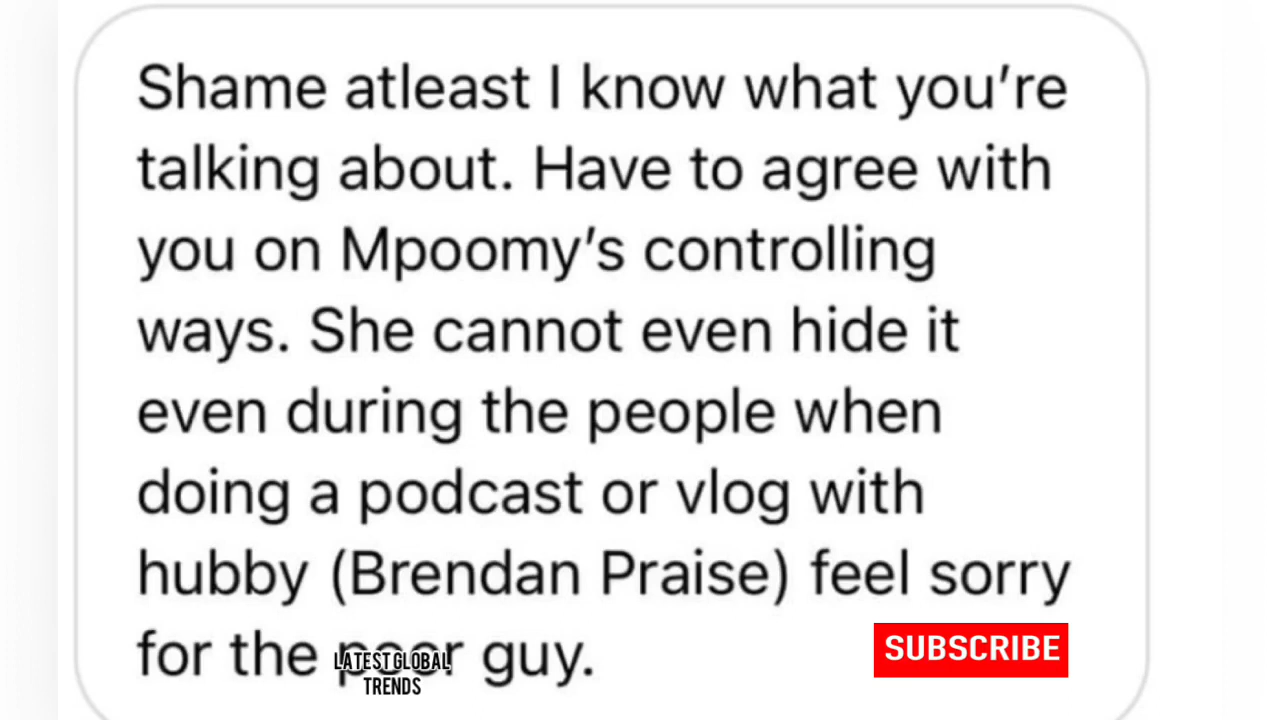 Shame atleast I know what you're
talking about. Have to agree with
you on Mpoomy's controlling
ways. She cannot even hide it
even during the people when
doing a podcast or vlog with
hubby (Brendan Praise) feel sorry
for the poor guy.
LATEST GLOBAL
TRENDS
SUBSCRIBE